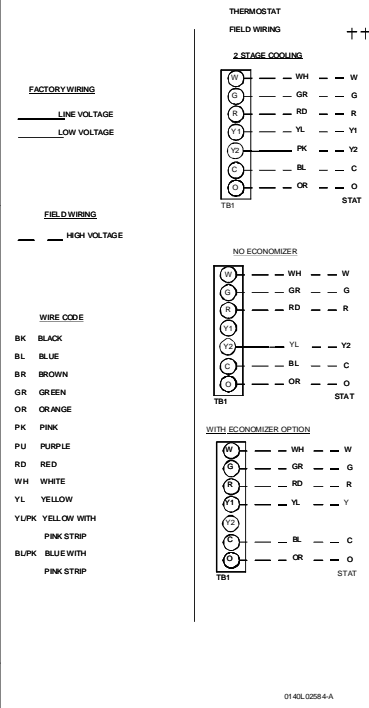 THERMOSTAT
FIELD WIRING
††
FACTORY WIRING
LINE VOLTAGE
LOW VOLTAGE
FIELD WIRING
HIGH VOLTAGE
WIRE CODE
BK BLACK
BL BLUE
BR BROWN
GR GREEN
OR ORANGE
PK PINK
PU PURPLE
RD RED
WH WHITE
YL YELLOW
YL/PK YELLOW WITH
PINK STRIP
BL/PK BLUE WITH
PINK STRIP
2 STAGE COOLING
W WH W
G GR G
R RD R
Y1 YL Y1
Y2 PK Y2
C BL C
O OR O
STAT
TB1
NO ECONOMIZER
W WH W
G GR G
R RD R
Y1
Y2 YL Y2
C BL C
O OR O
STAT
TB1
WITH ECONOMIZER OPTION
W WH W
G GR G
R RD R
Y1 YL Y
Y2
C BL C
O OR O
STAT
TB1
0140L02584-A